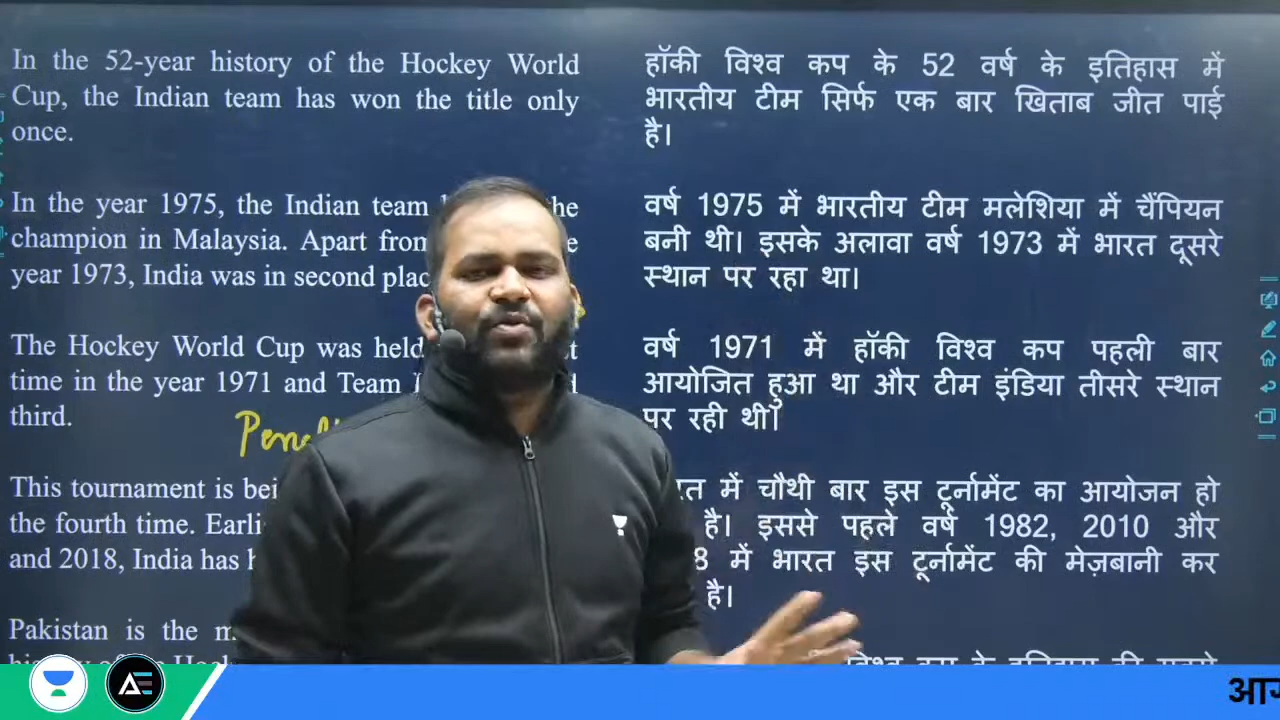 In the 52-year history of the Hockey World
Cup, the Indian team has won the title only
once.
In the year 1975, the Indian team
champion in Malaysia. Apart from
year 1973, India was in second
The Hockey World Cup was held
time in the year 1971 and Team
third.
This tournament is
the fourth time.
and 2018, India has
Pakistan is the
हॉकी विश्व कप के 52 वर्ष के इतिहास में
भारतीय टीम सिर्फ एक बार खिताब जीत पाई
है।
वर्ष 1975 में भारतीय टीम मलेशिया में चैंपियन
बनी थी। इसके अलावा वर्ष 1973 में भारत दूसरे
स्थान पर रहा था।
वर्ष 1971 में हॉकी विश्व कप पहली बार
आयोजित हुआ था और टीम इंडिया तीसरे स्थान
पर रही थी।
में चौथी बार इस टूर्नामेंट का आयोजन हो
है। इससे पहले वर्ष 1982, 2010 और
में भारत इस टूर्नामेंट की मेज़बानी कर
है।
AE